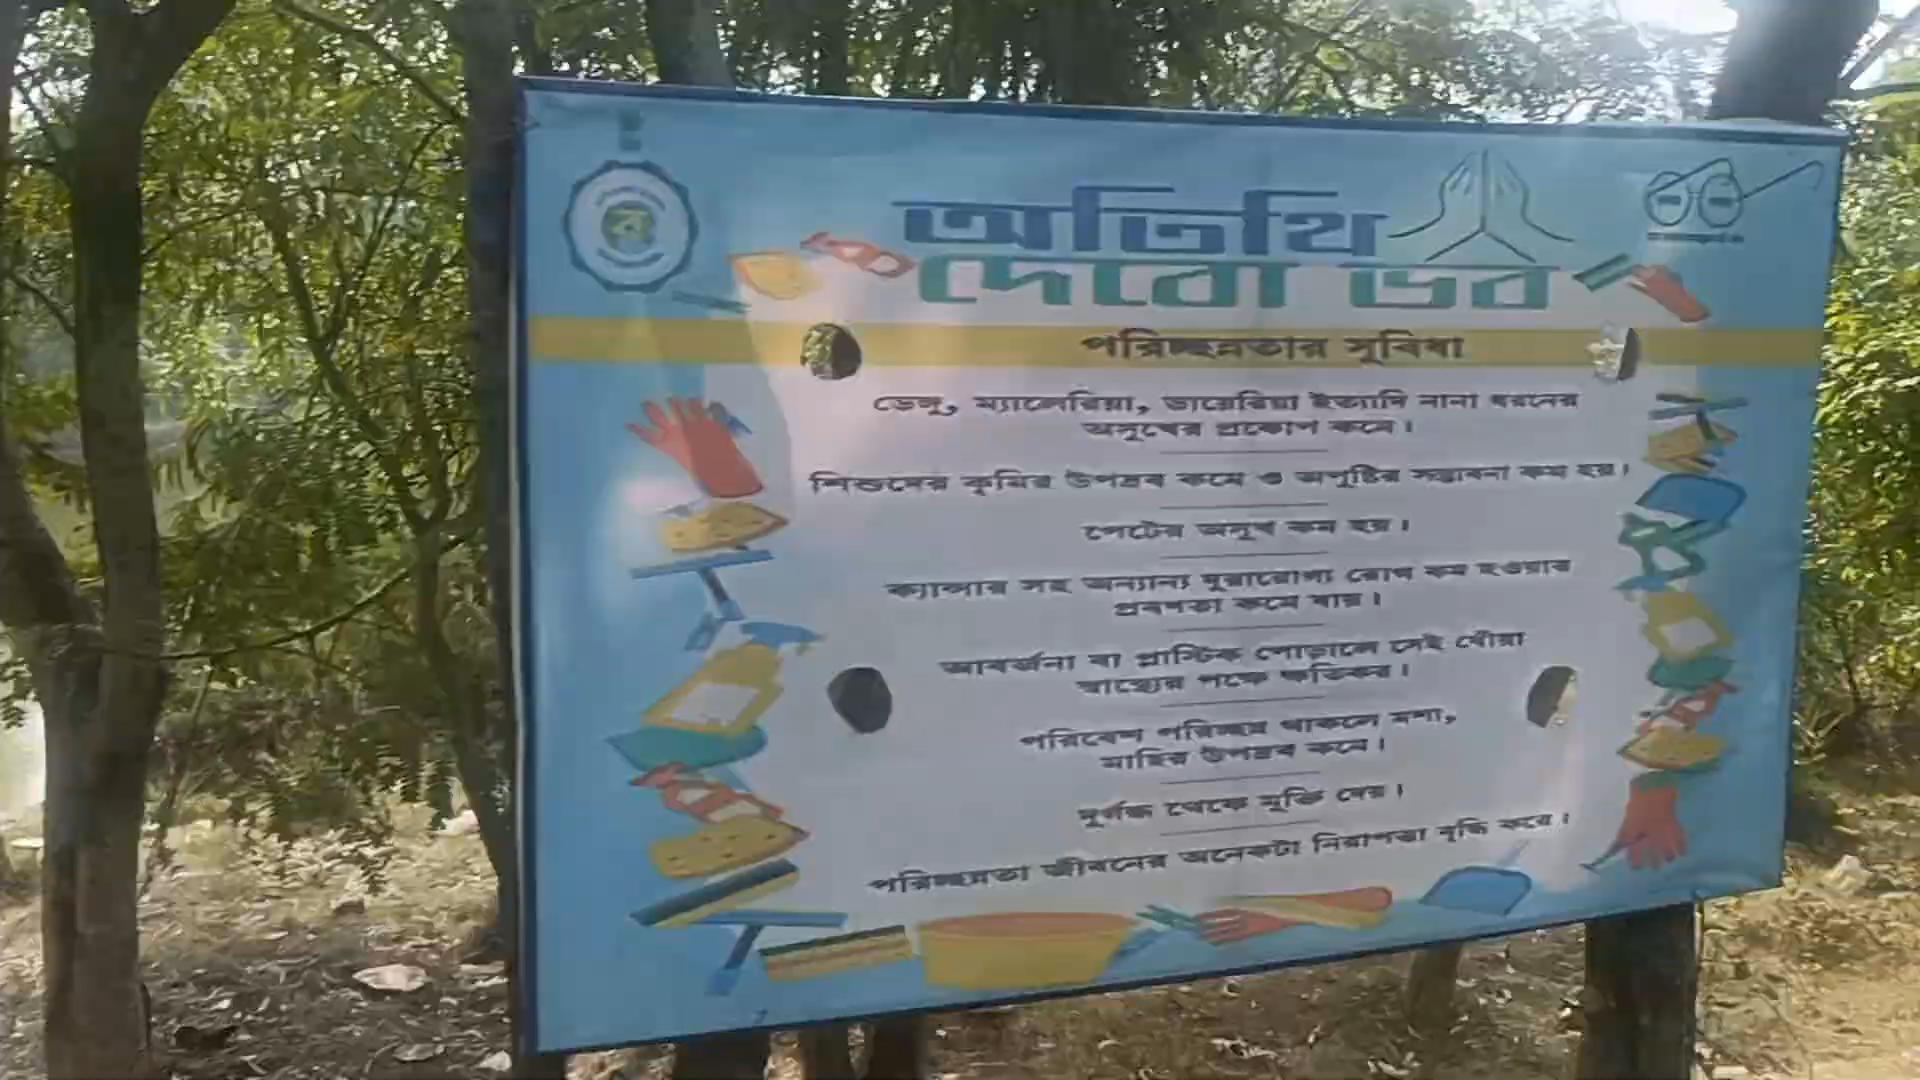 অতিথি
দেবো ভব
পরিচ্ছন্নতার সুবিধা
ডেঙ্গু, ম্যালেরিয়া, ডায়েরিয়া ইত্যাদি নানা ধরনের
অসুখের প্রকোপ কমে।
শিশুদের কৃমির উপদ্রব কমে ও অপুষ্টির সম্ভাবনা কম হয়।
পেটের অসুখ কম হয়।
ক্যান্সার সহ অন্যান্য দুরারোগ্য রোগ কম হওয়ার
প্রবণতা কমে যায়।
আবর্জনা বা প্লাস্টিক পোড়ালে সেই ধোঁয়া
স্বাস্থ্যের পক্ষে ক্ষতিকর।
পরিবেশ পরিচ্ছন্ন থাকলে মশা,
মাছির উপদ্রব কমে।
দুর্গন্ধ থেকে মুক্তি দেয়।
পরিচ্ছন্নতা জীবনের অনেকটা নিরাপত্তা বৃদ্ধি করে।